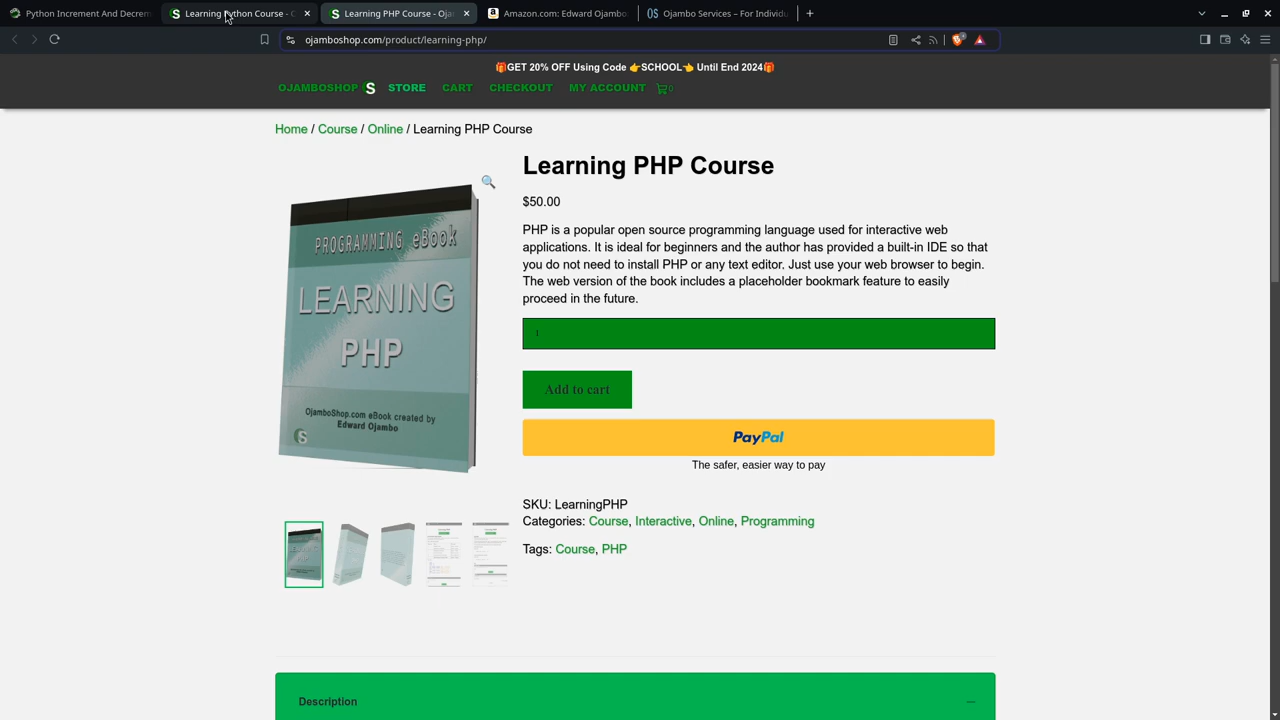 Python Increment And Decrem
Learning Python Course - C
Learning PHP Course - Oja
Amazon.com: Edward Ojambo
Ojambo Services – For Individu
ojamboshop.com/product/learning-php/
🎁GET 20% OFF Using Code 👉SCHOOL👈 Until End 2024🎁
OJAMBOSHOP S STORE CART CHECKOUT MY ACCOUNT 0
Home / Course / Online / Learning PHP Course
Learning PHP Course
$50.00
PHP is a popular open source programming language used for interactive web
applications. It is ideal for beginners and the author has provided a built-in IDE so that
you do not need to install PHP or any text editor. Just use your web browser to begin.
The web version of the book includes a placeholder bookmark feature to easily
proceed in the future.
1
Add to cart
PayPal
The safer, easier way to pay
SKU: LearningPHP
Categories: Course, Interactive, Online, Programming
Tags: Course, PHP
PROGRAMMING eBook
LEARNING
PHP
OjamboShop.com eBook created by
Edward Ojambo
S
Description